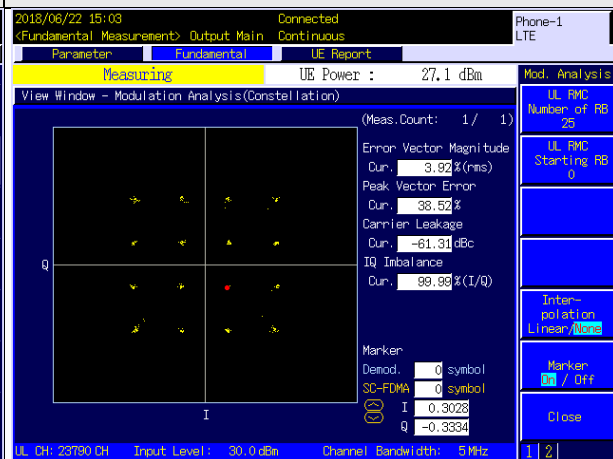 2018/06/22 15:03 Connected Phone-1
<Fundamental Measurement> Output Main Continuous LTE
Parameter Fundamental UE Report
Measuring UE Power : 27.1 dBm Mod. Analysis
View Window - Modulation Analysis(Constellation)
(Meas.Count: 1/ 1)
Error Vector Magnitude
Cur. 3.92 %(rms)
Peak Vector Error
Cur. 38.52 %
Carrier Leakage
Cur. -61.31 dBc
IQ Imbalance
Cur. 99.99 %(I/Q)
Q
I
Marker
Demod. 0 symbol
SC-FDMA 0 symbol
I 0.3028
Q -0.3334
UL RMC
Number of RB
25
UL RMC
Starting RB
0
Inter-
polation
Linear/None
Marker
On / Off
Close
UL CH: 23790 CH Input Level: 30.0 dBm Channel Bandwidth: 5 MHz 1 2